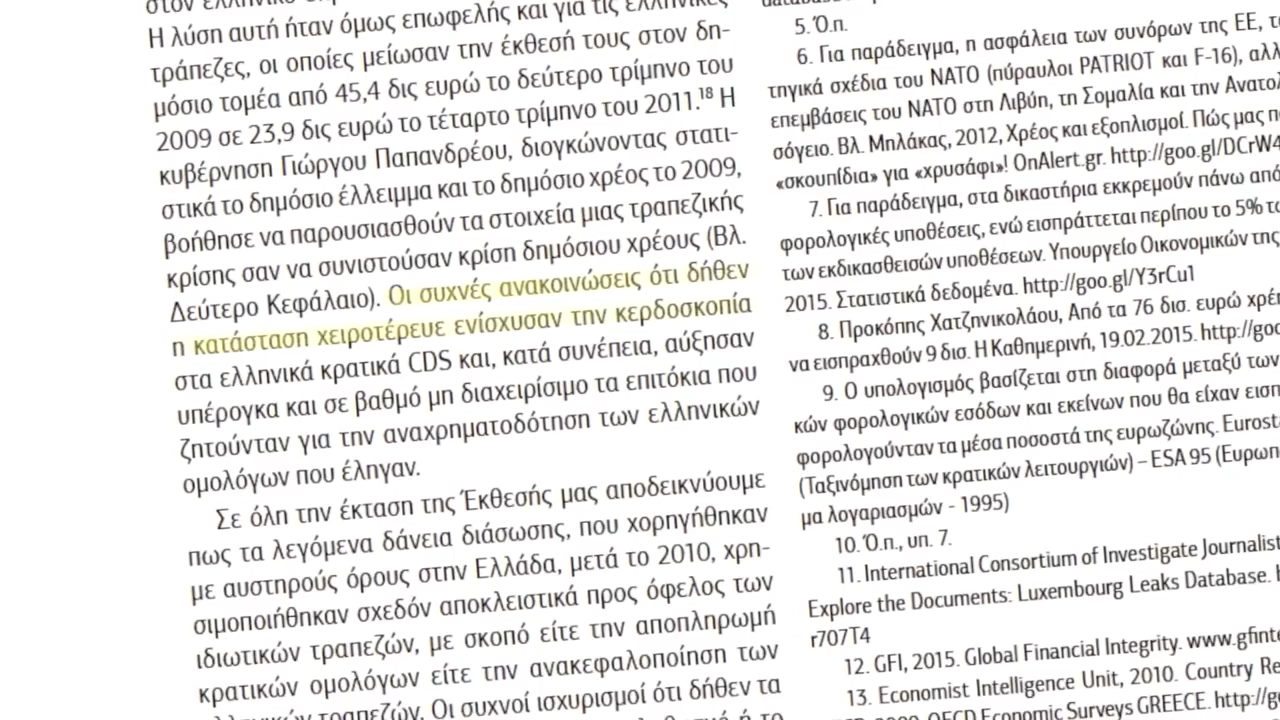 Η λύση αυτή ήταν όμως επωφελής και για τις ελληνικές
τράπεζες, οι οποίες μείωσαν την έκθεσή τους στον δη-
μόσιο τομέα από 45,4 δις ευρώ το δεύτερο τρίμηνο του
2009 σε 23,9 δις ευρώ το τέταρτο τρίμηνο του 2011.¹⁸ Η
κυβέρνηση Γιώργου Παπανδρέου, διογκώνοντας στατι-
στικά το δημόσιο έλλειμμα και το δημόσιο χρέος το 2009,
βοήθησε να παρουσιασθούν τα στοιχεία μιας τραπεζικής
κρίσης σαν να συνιστούσαν κρίση δημόσιου χρέους (Βλ.
Δεύτερο Κεφάλαιο). Οι συχνές ανακοινώσεις ότι δήθεν
η κατάσταση χειροτέρευε ενίσχυσαν την κερδοσκοπία
στα ελληνικά κρατικά CDS και, κατά συνέπεια, αύξησαν
υπέρογκα και σε βαθμό μη διαχειρίσιμο τα επιτόκια που
ζητούνταν για την αναχρηματοδότηση των ελληνικών
ομολόγων που έληγαν.
Σε όλη την έκταση της Έκθεσής μας αποδεικνύουμε
πως τα λεγόμενα δάνεια διάσωσης, που χορηγήθηκαν
με αυστηρούς όρους στην Ελλάδα, μετά το 2010, χρη-
σιμοποιήθηκαν σχεδόν αποκλειστικά προς όφελος των
ιδιωτικών τραπεζών, με σκοπό είτε την αποπληρωμή
κρατικών ομολόγων είτε την ανακεφαλοποίηση των
τραπεζών. Οι συχνοί ισχυρισμοί ότι δήθεν τα
5. Ό.π.
6. Για παράδειγμα, η ασφάλεια των συνόρων της ΕΕ,
τηγικά σχέδια του ΝΑΤΟ (πύραυλοι PATRIOT και F-16),
επεμβάσεις του ΝΑΤΟ στη Λιβύη, τη Σομαλία και την Ανατολ
σόγειο. Βλ. Μπλάκας, 2012, Χρέος και εξοπλισμοί. Πώς μας
«σκουπίδια» για «χρυσάφι»! OnAlert.gr. http://goo.gl/DCrW4
7. Για παράδειγμα, στα δικαστήρια εκκρεμούν πάνω από
φορολογικές υποθέσεις, ενώ εισπράττεται περίπου το 5%
των εκδικασθεισών υποθέσεων. Υπουργείο Οικονομικών της
2015. Στατιστικά δεδομένα. http://goo.gl/Y3rCu1
8. Προκόπης Χατζηνικολάου, Από τα 76 δισ. ευρώ
να εισπραχθούν 9 δισ. Η Καθημερινή, 19.02.2015. http://goo
9. Ο υπολογισμός βασίζεται στη διαφορά μεταξύ των
κών φορολογικών εσόδων και εκείνων που θα είχαν εισπ
φορολογούνταν τα μέσα ποσοστά της ευρωζώνης. Eurosta
(Ταξινόμηση των κρατικών λειτουργιών) – ESA 95 (Ευρωπ
μα λογαριασμών - 1995)
10. Ό.π., υπ. 7.
11. International Consortium of Investigate Journalist
Explore the Documents: Luxembourg Leaks Database.
r707T4
12. GFI, 2015. Global Financial Integrity. www.gfinte
13. Economist Intelligence Unit, 2010. Country Re
OECD Economic Surveys GREECE. http://g